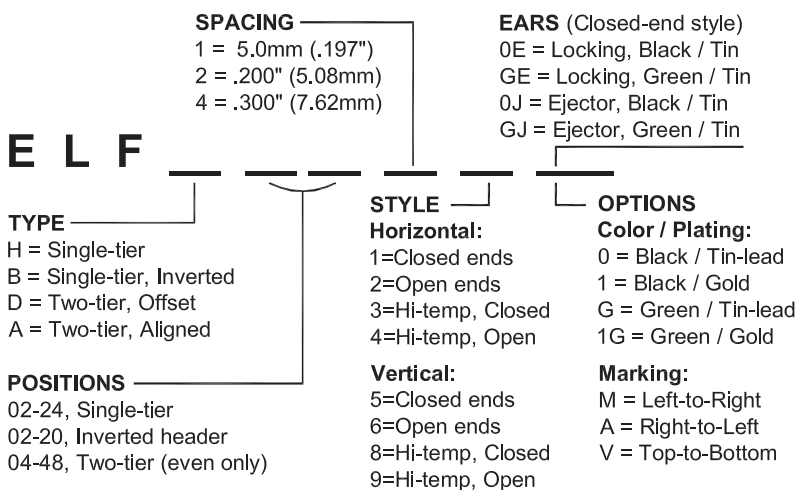 SPACING
1 = 5.0mm (.197")
2 = .200" (5.08mm)
4 = .300" (7.62mm)
EARS (Closed-end style)
0E = Locking, Black / Tin
GE = Locking, Green / Tin
0J = Ejector, Black / Tin
GJ = Ejector, Green / Tin
E L F
TYPE
H = Single-tier
B = Single-tier, Inverted
D = Two-tier, Offset
A = Two-tier, Aligned
POSITIONS
02-24, Single-tier
02-20, Inverted header
04-48, Two-tier (even only)
STYLE
Horizontal:
1=Closed ends
2=Open ends
3=Hi-temp, Closed
4=Hi-temp, Open
Vertical:
5=Closed ends
6=Open ends
8=Hi-temp, Closed
9=Hi-temp, Open
OPTIONS
Color / Plating:
0 = Black / Tin-lead
1 = Black / Gold
G = Green / Tin-lead
1G = Green / Gold
Marking:
M = Left-to-Right
A = Right-to-Left
V = Top-to-Bottom